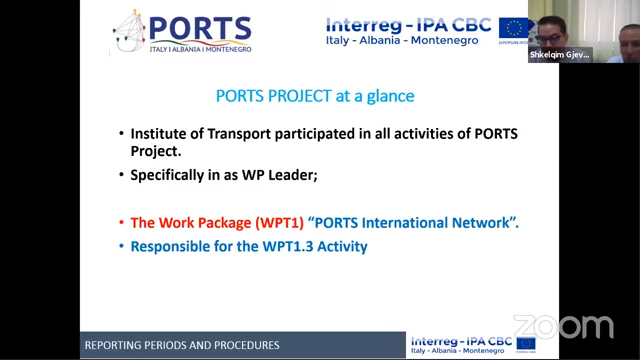 PORTS
ITALY I ALBANIA I MONTENEGRO
Interreg - IPA CBC
Italy - Albania - Montenegro
Shkelqim Gjev...
PORTS PROJECT at a glance
• Institute of Transport participated in all activities of PORTS
Project.
• Specifically in as WP Leader;
• The Work Package (WPT1) “PORTS International Network”.
• Responsible for the WPT1.3 Activity
zoom
REPORTING PERIODS AND PROCEDURES
Interreg - IPA CBC
Italy - Albania - Montenegro